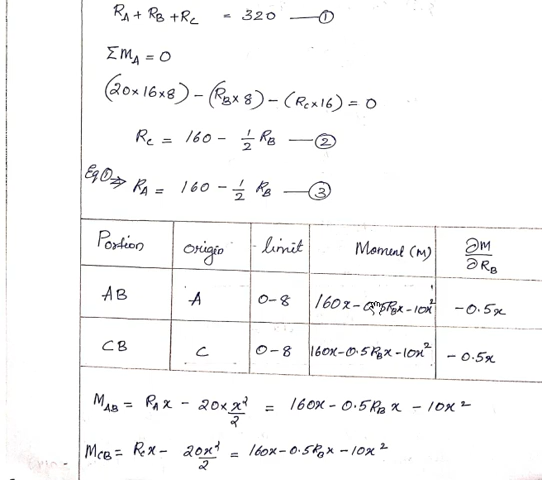 R_A + R_B + R_C = 320 —①
ΣM_A = 0
(20×16×8) - (R_B×8) - (R_C×16) = 0
R_C = 160 - 1/2 R_B —②
Eq ① ⇒ R_A = 160 - 1/2 R_B —③
Portion origin limit Moment (M) ∂M/∂R_B
AB A 0-8 160x - 0.5R_Bx - 10x² -0.5x
CB C 0-8 160x-0.5R_Bx-10x² -0.5x
M_AB = R_A x - 20×x²/2 = 160x - 0.5R_B x - 10x²
M_CB = R_C x - 20x²/2 = 160x-0.5R_Bx-10x²